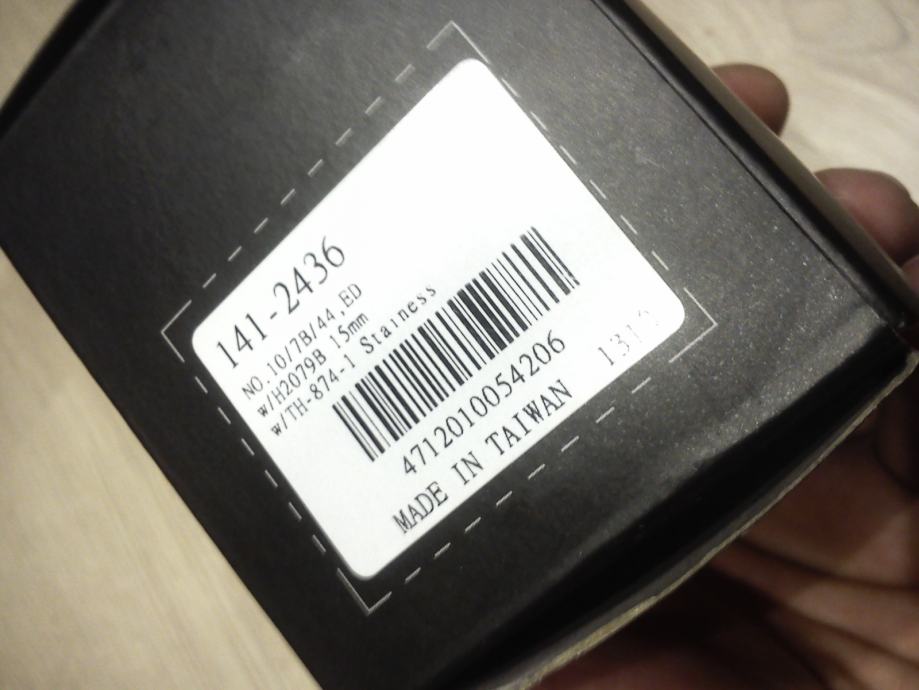 141-2436
NO.10/7B/44,ED
w/H2079B 15mm
w/TH-874-1 Stainess
4712010054206
MADE IN TAIWAN